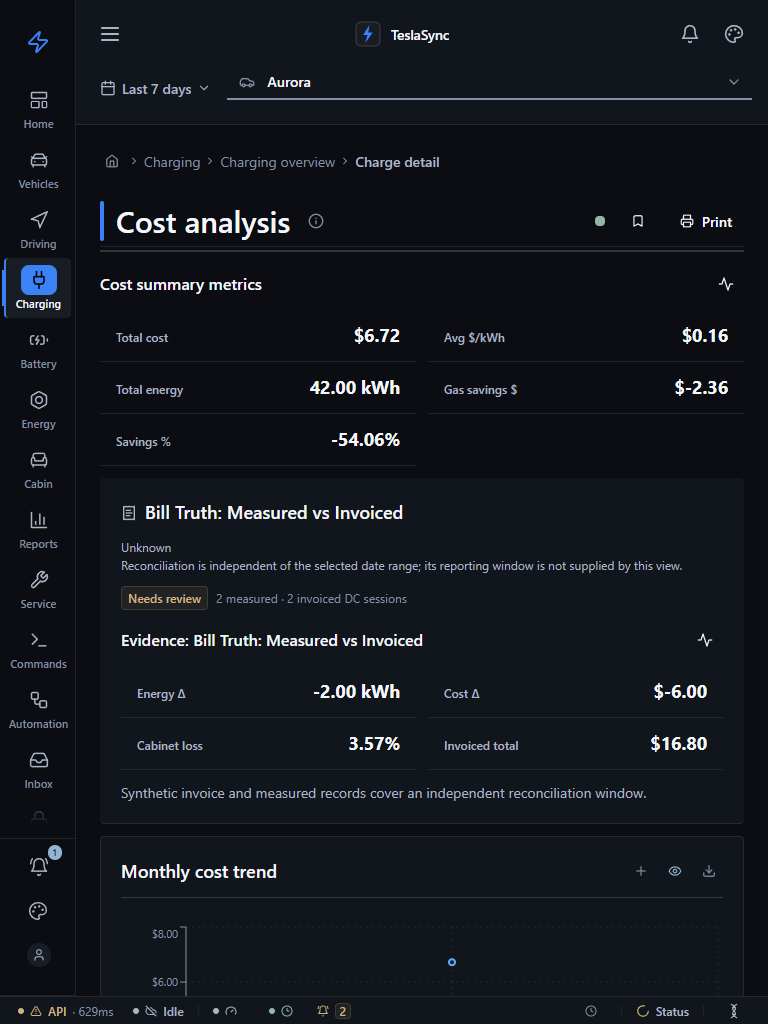 TeslaSync
Last 7 days
Aurora
Home
Vehicles
Driving
Charging
Battery
Energy
Cabin
Reports
Service
Commands
Automation
Inbox
1
Charging > Charging overview > Charge detail
Cost analysis
Print
Cost summary metrics
Total cost $6.72
Avg $/kWh $0.16
Total energy 42.00 kWh
Gas savings $ $-2.36
Savings % -54.06%
Bill Truth: Measured vs Invoiced
Unknown
Reconciliation is independent of the selected date range; its reporting window is not supplied by this view.
Needs review 2 measured · 2 invoiced DC sessions
Evidence: Bill Truth: Measured vs Invoiced
Energy Δ -2.00 kWh
Cost Δ $-6.00
Cabinet loss 3.57%
Invoiced total $16.80
Synthetic invoice and measured records cover an independent reconciliation window.
Monthly cost trend
$8.00
$6.00
API · 629ms
Idle
2
Status